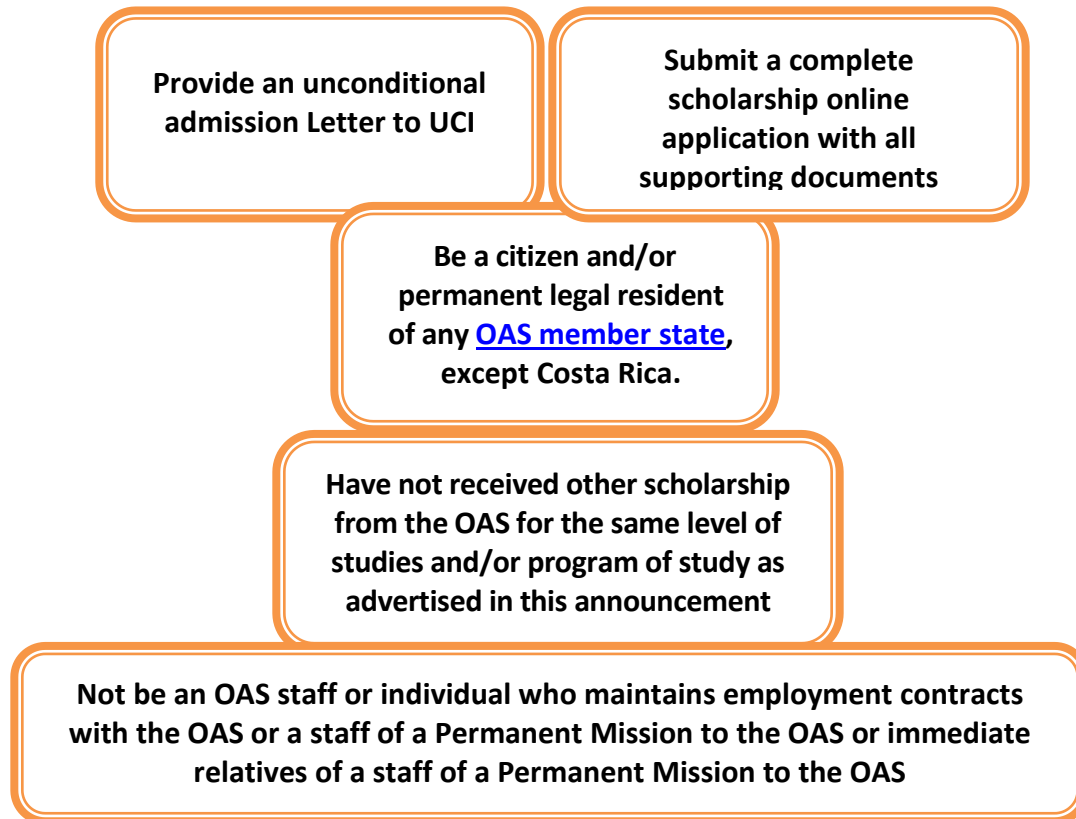 Provide an unconditional
admission Letter to UCI
Submit a complete
scholarship online
application with all
supporting documents
Be a citizen and/or
permanent legal resident
of any OAS member state,
except Costa Rica.
Have not received other scholarship
from the OAS for the same level of
studies and/or program of study as
advertised in this announcement
Not be an OAS staff or individual who maintains employment contracts
with the OAS or a staff of a Permanent Mission to the OAS or immediate
relatives of a staff of a Permanent Mission to the OAS